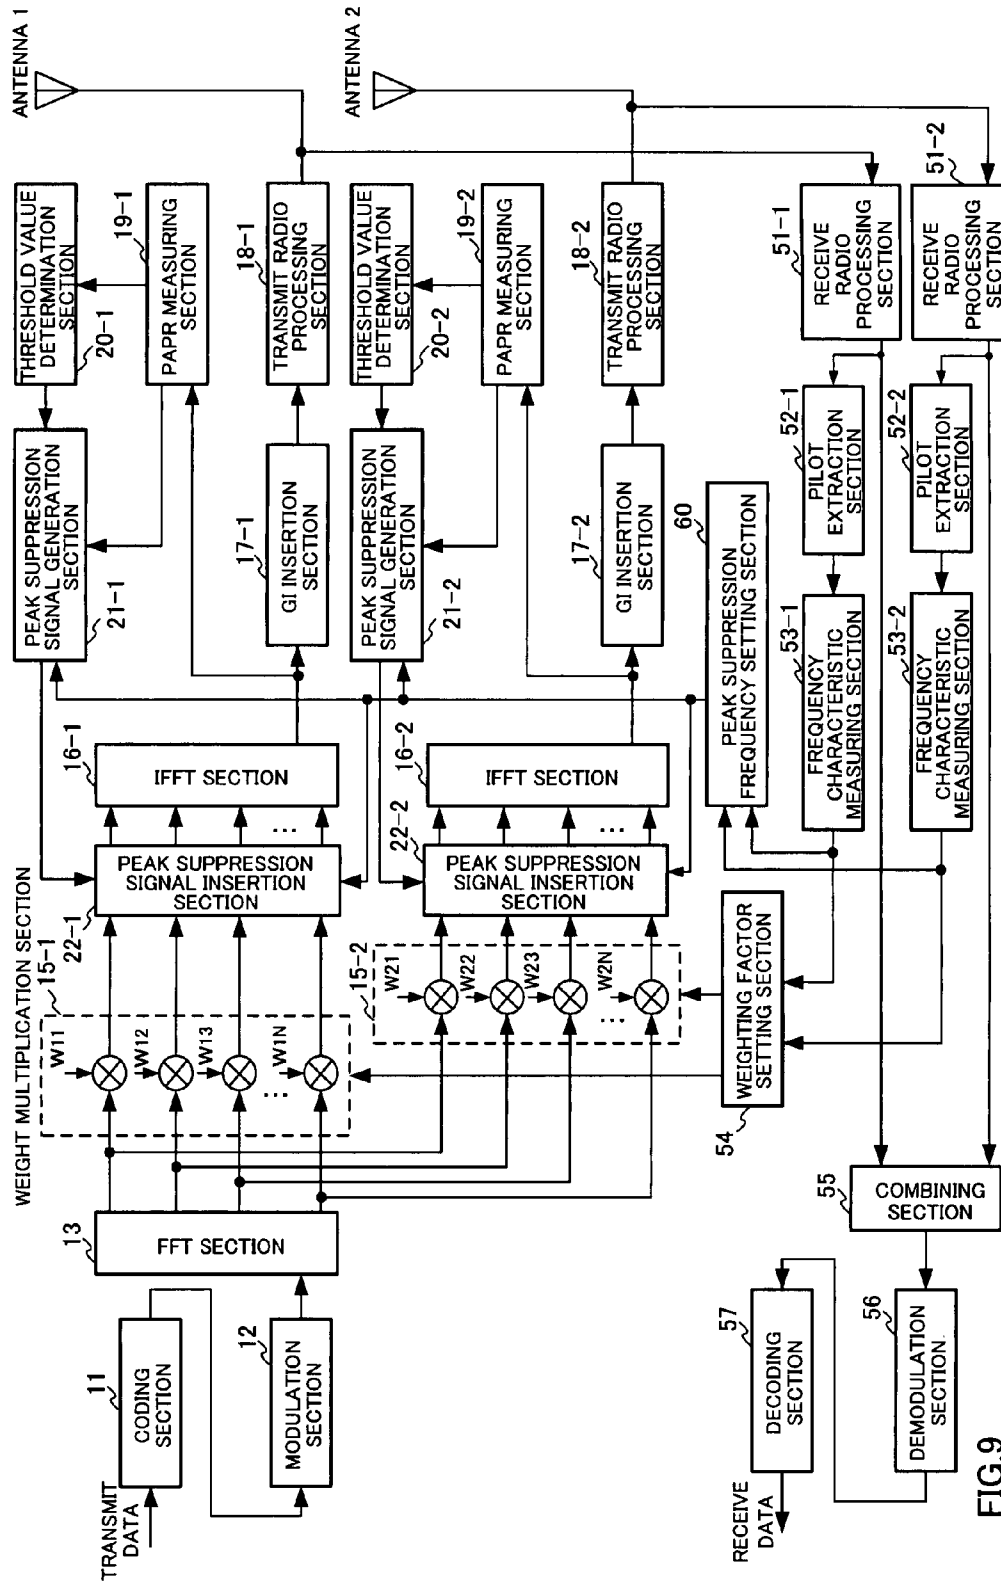 TRANSMIT
DATA
11
CODING
SECTION
12
MODULATION
SECTION
13
FFT SECTION
WEIGHT MULTIPLICATION SECTION
15-1
W11
W12
W13
...
W1N
15-2
W21
W22
W23
...
W2N
22-1
PEAK SUPPRESSION
SIGNAL INSERTION
SECTION
...
16-1
IFFT SECTION
22-2
PEAK SUPPRESSION
SIGNAL INSERTION
SECTION
...
16-2
IFFT SECTION
PEAK SUPPRESSION
SIGNAL GENERATION
SECTION
21-1
THRESHOLD VALUE
DETERMINATION
SECTION
20-1
19-1
PAPR MEASURING
SECTION
17-1
GI INSERTION
SECTION
18-1
TRANSMIT RADIO
PROCESSING
SECTION
ANTENNA 1
PEAK SUPPRESSION
SIGNAL GENERATION
SECTION
21-2
THRESHOLD VALUE
DETERMINATION
SECTION
20-2
19-2
PAPR MEASURING
SECTION
17-2
GI INSERTION
SECTION
18-2
TRANSMIT RADIO
PROCESSING
SECTION
ANTENNA 2
60
PEAK SUPPRESSION
FREQUENCY SETTING SECTION
WEIGHTING FACTOR
SETTING SECTION
54
53-1
FREQUENCY
CHARACTERISTIC
MEASURING SECTION
52-1
PILOT
EXTRACTION
SECTION
51-1
RECEIVE
RADIO
PROCESSING
SECTION
53-2
FREQUENCY
CHARACTERISTIC
MEASURING SECTION
52-2
PILOT
EXTRACTION
SECTION
51-2
RECEIVE
RADIO
PROCESSING
SECTION
55
COMBINING
SECTION
56
DEMODULATION
SECTION
57
DECODING
SECTION
RECEIVE
DATA
FIG.9